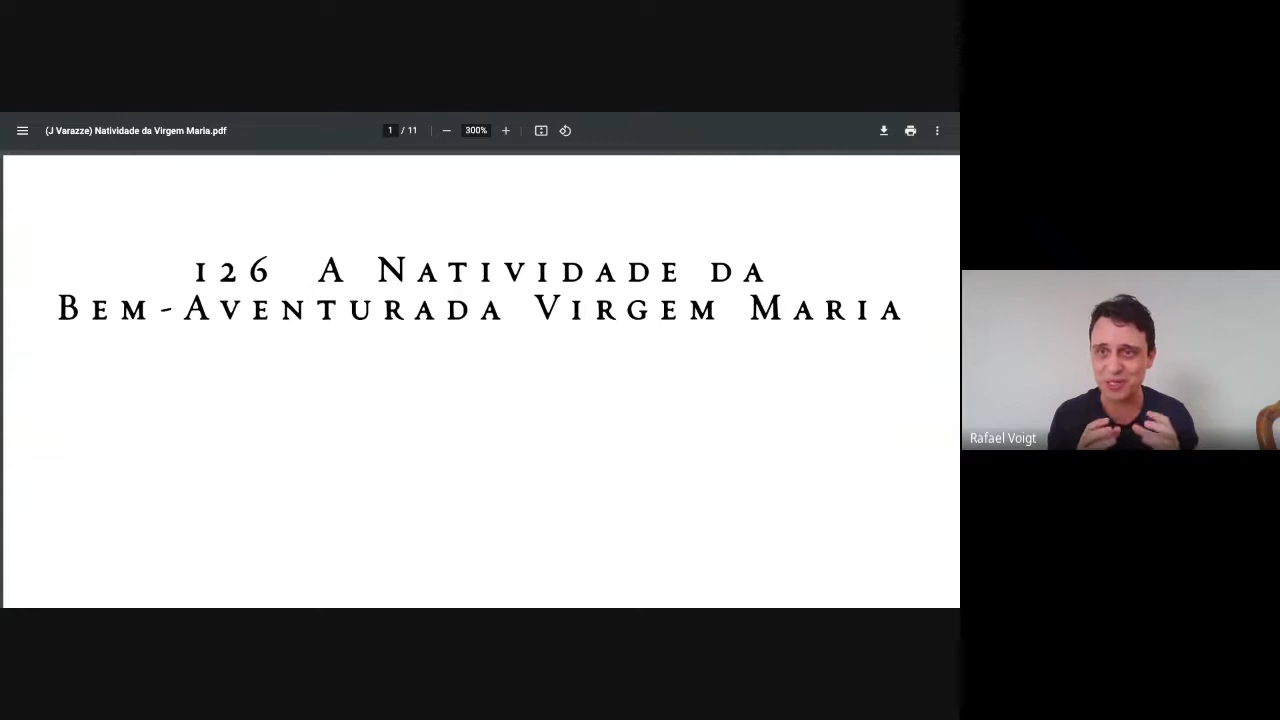 (J Varazze) Natividade da Virgem Maria.pdf
1 / 11
300%
126 A Natividade da
Bem-Aventurada Virgem Maria
Rafael Voigt